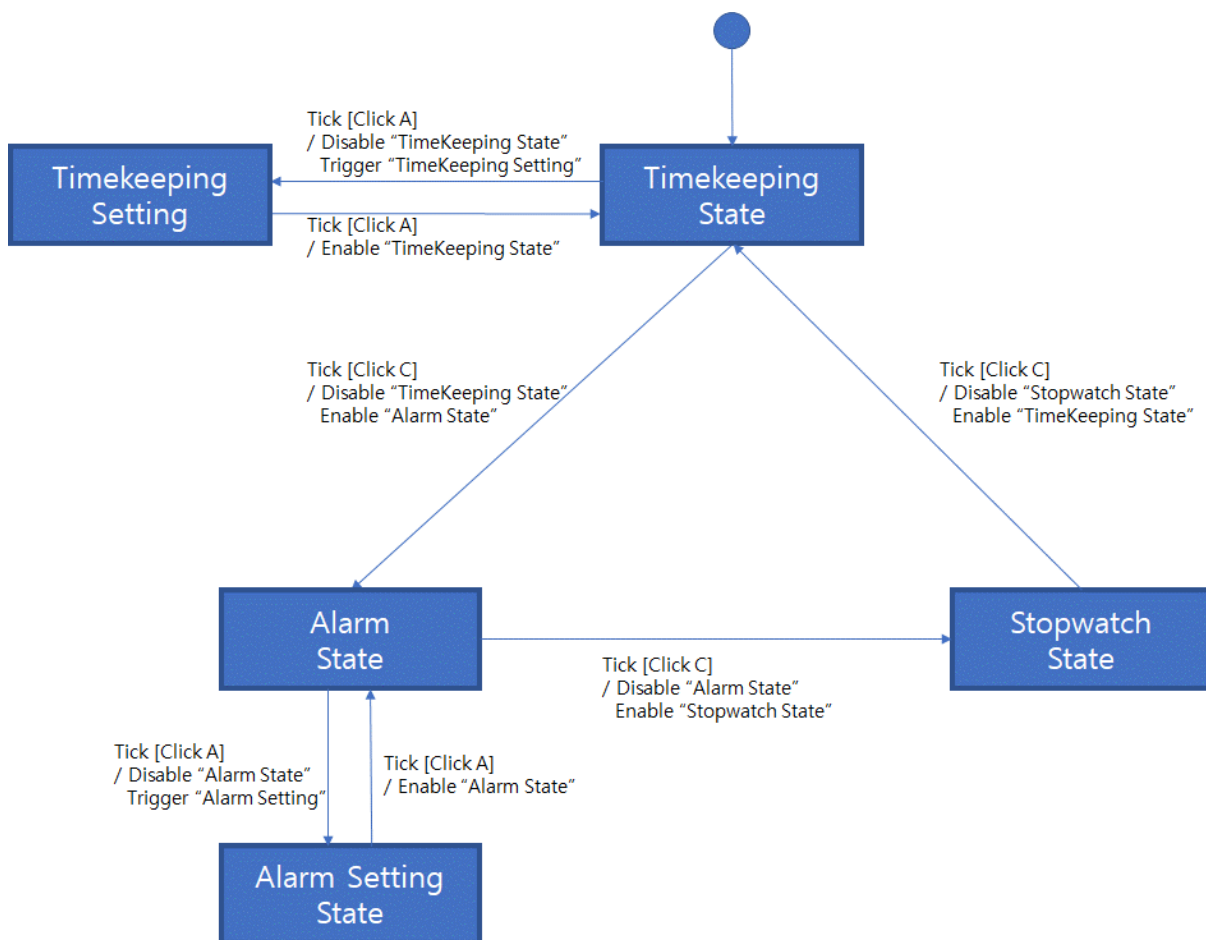 Tick [Click A]
/ Disable “TimeKeeping State”
Trigger “TimeKeeping Setting”
Timekeeping
Setting
Timekeeping
State
Tick [Click A]
/ Enable “TimeKeeping State”
Tick [Click C]
/ Disable “TimeKeeping State”
Enable “Alarm State”
Tick [Click C]
/ Disable “Stopwatch State”
Enable “TimeKeeping State”
Alarm
State
Stopwatch
State
Tick [Click C]
/ Disable “Alarm State”
Enable “Stopwatch State”
Tick [Click A]
/ Disable “Alarm State”
Trigger “Alarm Setting”
Tick [Click A]
/ Enable “Alarm State”
Alarm Setting
State